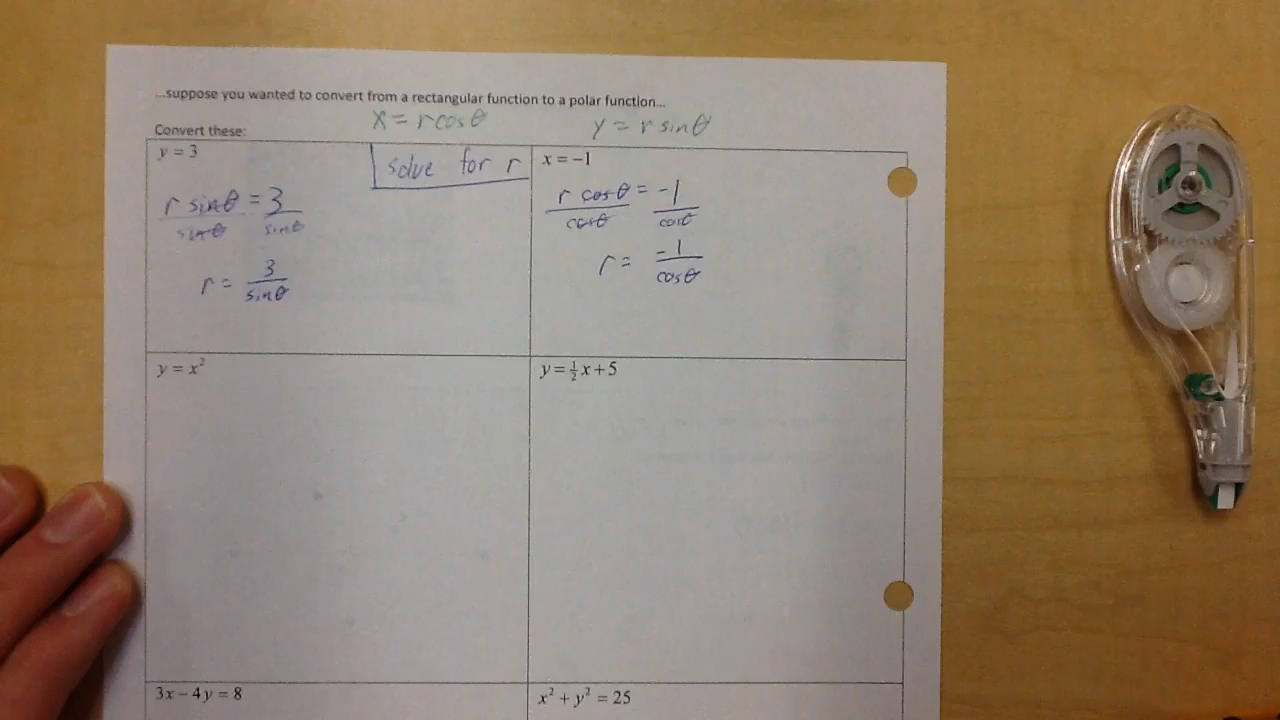 ...suppose you wanted to convert from a rectangular function to a polar function...
Convert these:
x = r cos θ
y = r sin θ
y = 3
solve for r
r sin θ = 3
sin θ sin θ
r = 3/sin θ
x = −1
r cos θ = −1
cos θ cos θ
r = −1/cos θ
y = x²
y = ½x + 5
3x − 4y = 8
x² + y² = 25